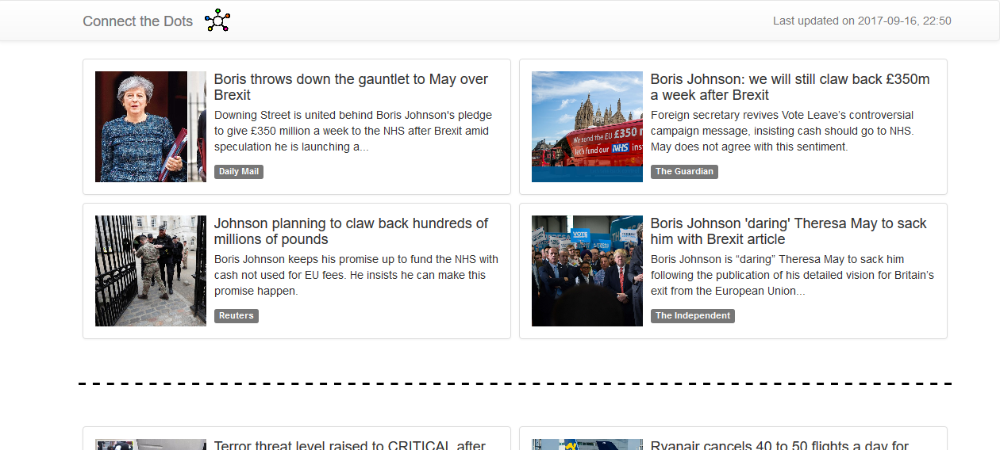 Connect the Dots
Last updated on 2017-09-16, 22:50
Boris throws down the gauntlet to May over
Brexit
Downing Street is united behind Boris Johnson's pledge
to give £350 million a week to the NHS after Brexit amid
speculation he is launching a...
Daily Mail
We send the EU £350
let's fund our NHS
Boris Johnson: we will still claw back £350m
a week after Brexit
Foreign secretary revives Vote Leave’s controversial
campaign message, insisting cash should go to NHS.
May does not agree with this sentiment.
The Guardian
Johnson planning to claw back hundreds of
millions of pounds
Boris Johnson keeps his promise up to fund the NHS with
cash not used for EU fees. He insists he can make this
promise happen.
Reuters
VOTE
Boris Johnson 'daring' Theresa May to sack
him with Brexit article
Boris Johnson is “daring” Theresa May to sack him
following the publication of his detailed vision for Britain’s
exit from the European Union...
The Independent
Terror threat level raised to CRITICAL after
Ryanair cancels 40 to 50 flights a day for